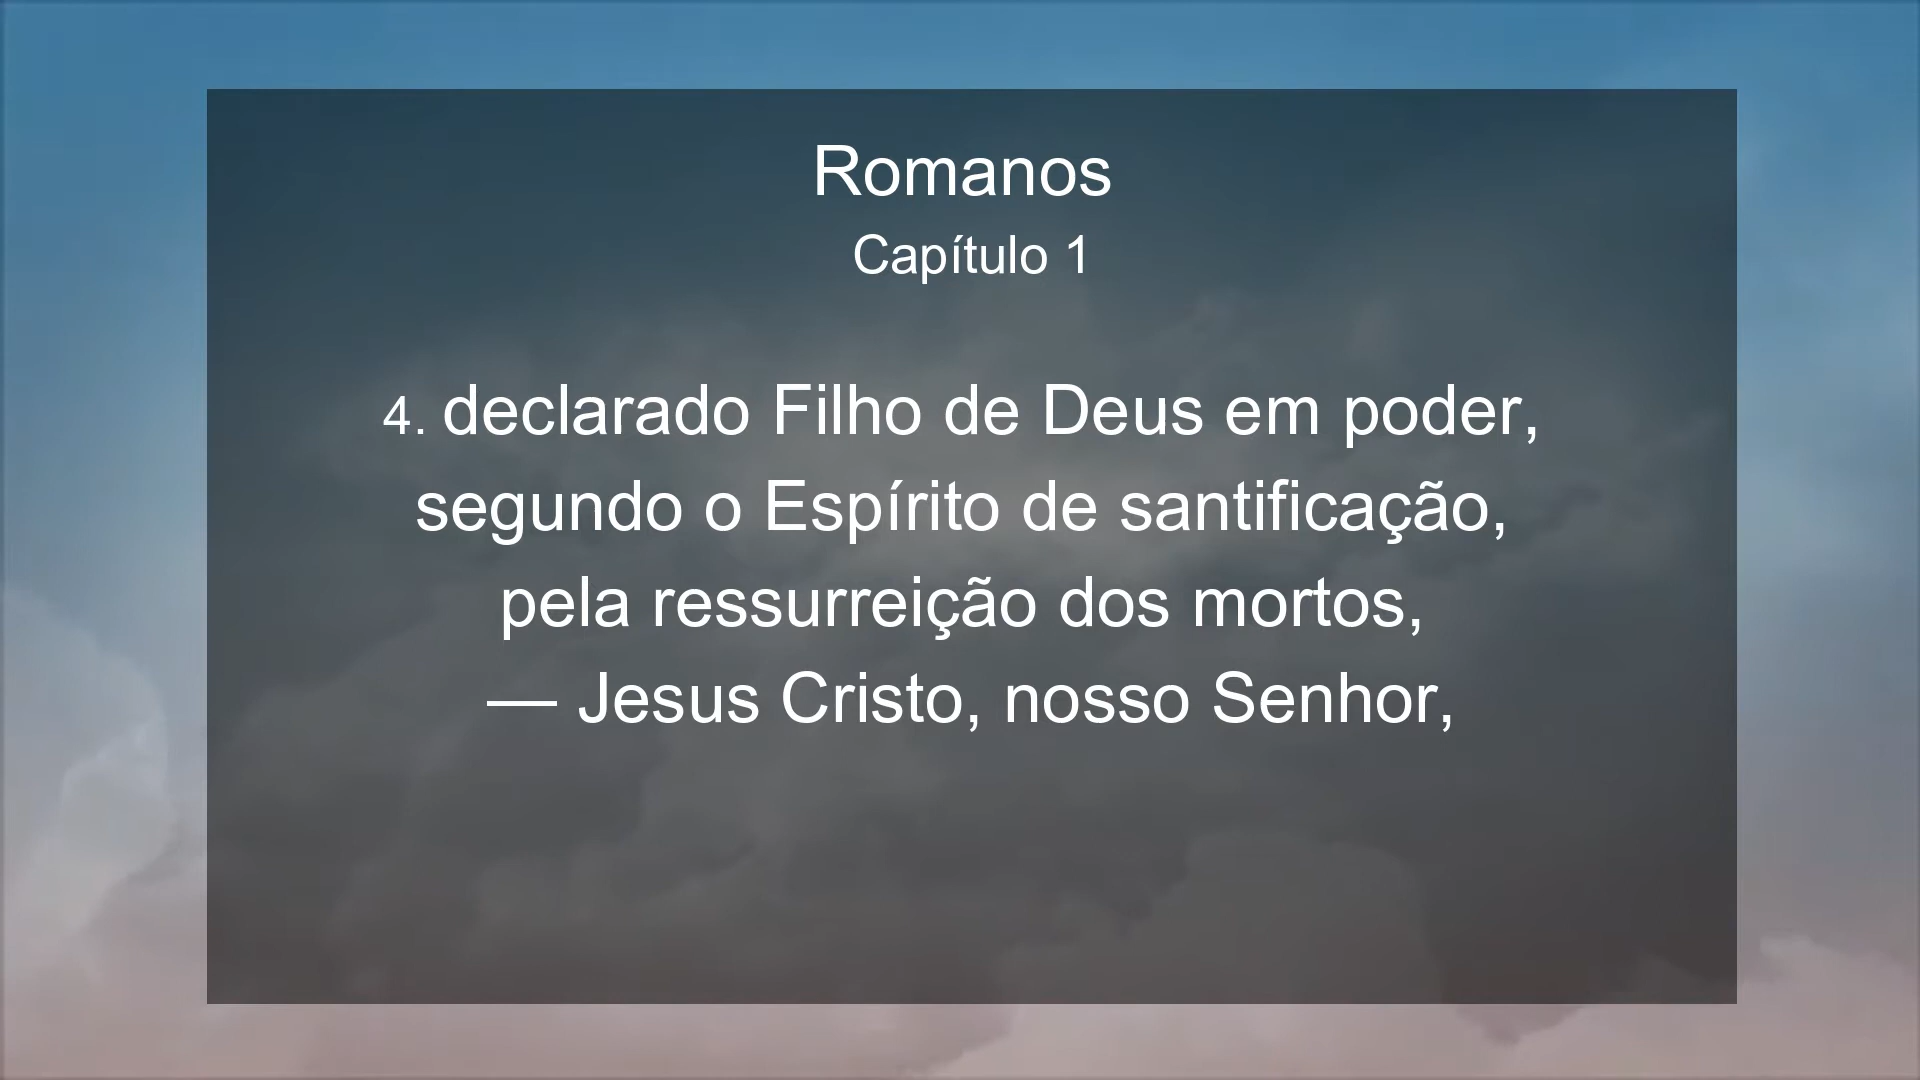 Romanos
Capítulo 1
4. declarado Filho de Deus em poder,
segundo o Espírito de santificação,
pela ressurreição dos mortos,
— Jesus Cristo, nosso Senhor,